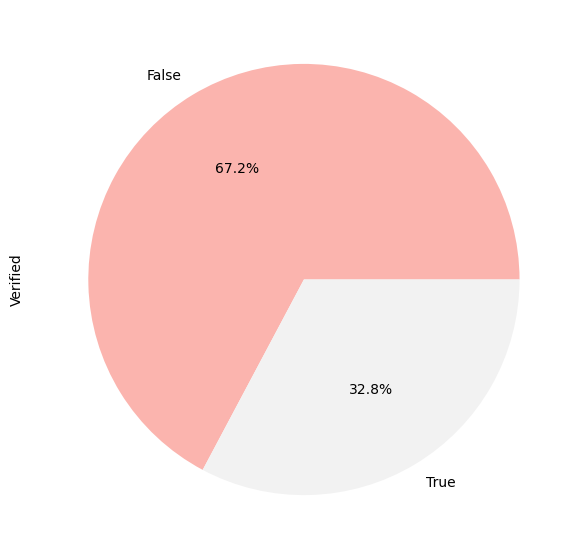 False
67.2%
Verified
32.8%
True